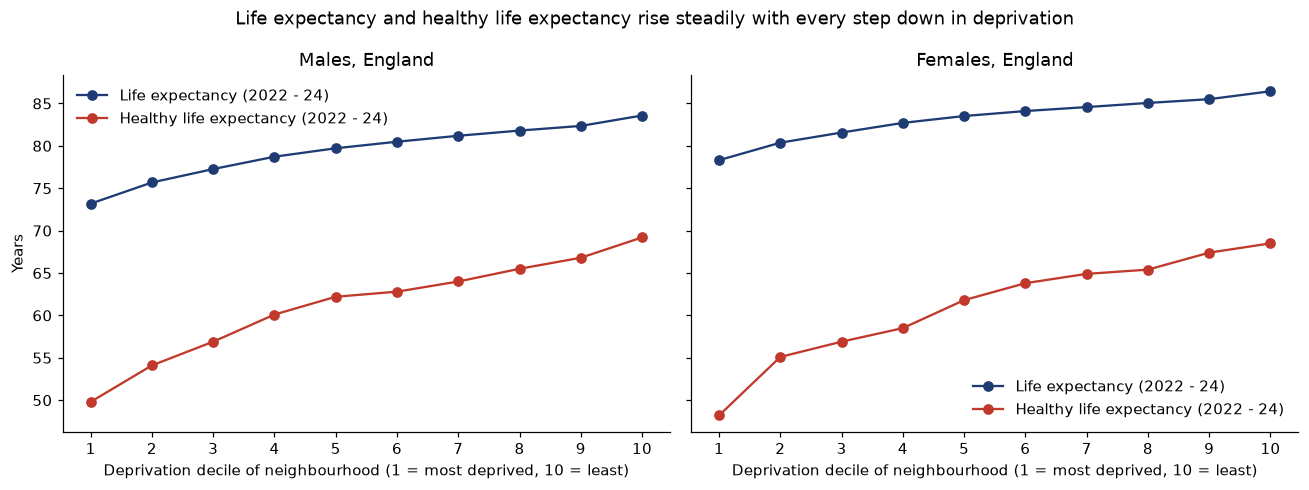 Life expectancy and healthy life expectancy rise steadily with every step down in deprivation
Males, England
Life expectancy (2022 - 24)
Healthy life expectancy (2022 - 24)
85
80
75
70
65
60
55
50
Years
1 2 3 4 5 6 7 8 9 10
Deprivation decile of neighbourhood (1 = most deprived, 10 = least)
Females, England
Life expectancy (2022 - 24)
Healthy life expectancy (2022 - 24)
1 2 3 4 5 6 7 8 9 10
Deprivation decile of neighbourhood (1 = most deprived, 10 = least)